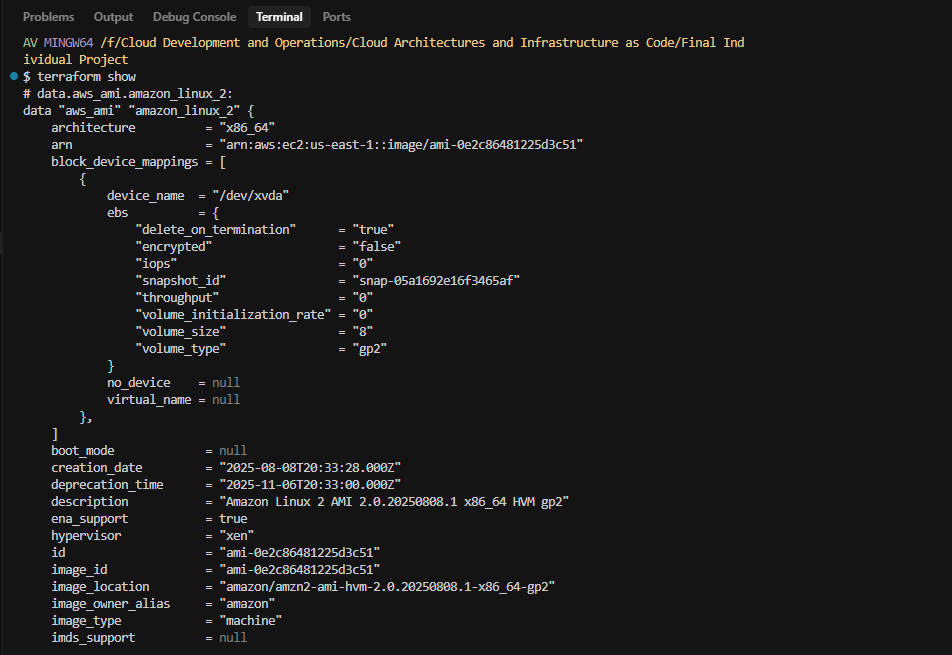 Problems Output Debug Console Terminal Ports
AV MINGW64 /f/Cloud Development and Operations/Cloud Architectures and Infrastructure as Code/Final Ind
ividual Project
$ terraform show
# data.aws_ami.amazon_linux_2:
data "aws_ami" "amazon_linux_2" {
    architecture          = "x86_64"
    arn                   = "arn:aws:ec2:us-east-1::image/ami-0e2c86481225d3c51"
    block_device_mappings = [
        {
            device_name  = "/dev/xvda"
            ebs          = {
                "delete_on_termination"      = "true"
                "encrypted"                  = "false"
                "iops"                       = "0"
                "snapshot_id"                = "snap-05a1692e16f3465af"
                "throughput"                 = "0"
                "volume_initialization_rate" = "0"
                "volume_size"                = "8"
                "volume_type"                = "gp2"
            }
            no_device    = null
            virtual_name = null
        },
    ]
    boot_mode             = null
    creation_date         = "2025-08-08T20:33:28.000Z"
    deprecation_time      = "2025-11-06T20:33:00.000Z"
    description           = "Amazon Linux 2 AMI 2.0.20250808.1 x86_64 HVM gp2"
    ena_support           = true
    hypervisor            = "xen"
    id                    = "ami-0e2c86481225d3c51"
    image_id              = "ami-0e2c86481225d3c51"
    image_location        = "amazon/amzn2-ami-hvm-2.0.20250808.1-x86_64-gp2"
    image_owner_alias     = "amazon"
    image_type            = "machine"
    imds_support          = null